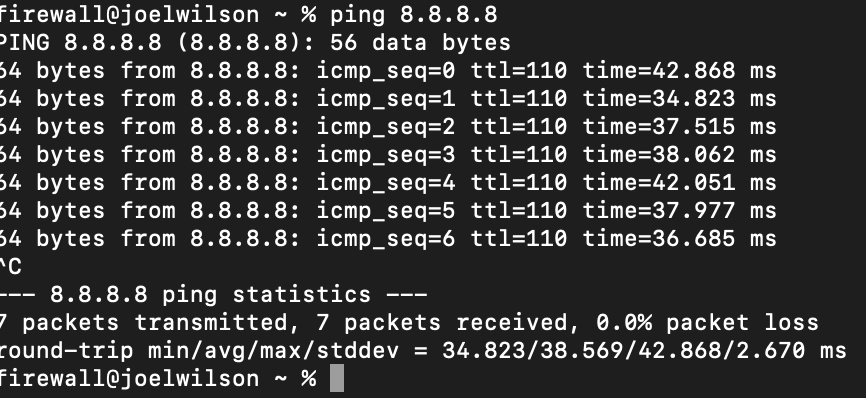 firewall@joelwilson ~ % ping 8.8.8.8
PING 8.8.8.8 (8.8.8.8): 56 data bytes
64 bytes from 8.8.8.8: icmp_seq=0 ttl=110 time=42.868 ms
64 bytes from 8.8.8.8: icmp_seq=1 ttl=110 time=34.823 ms
64 bytes from 8.8.8.8: icmp_seq=2 ttl=110 time=37.515 ms
64 bytes from 8.8.8.8: icmp_seq=3 ttl=110 time=38.062 ms
64 bytes from 8.8.8.8: icmp_seq=4 ttl=110 time=42.051 ms
64 bytes from 8.8.8.8: icmp_seq=5 ttl=110 time=37.977 ms
64 bytes from 8.8.8.8: icmp_seq=6 ttl=110 time=36.685 ms
^C
--- 8.8.8.8 ping statistics ---
7 packets transmitted, 7 packets received, 0.0% packet loss
round-trip min/avg/max/stddev = 34.823/38.569/42.868/2.670 ms
firewall@joelwilson ~ %